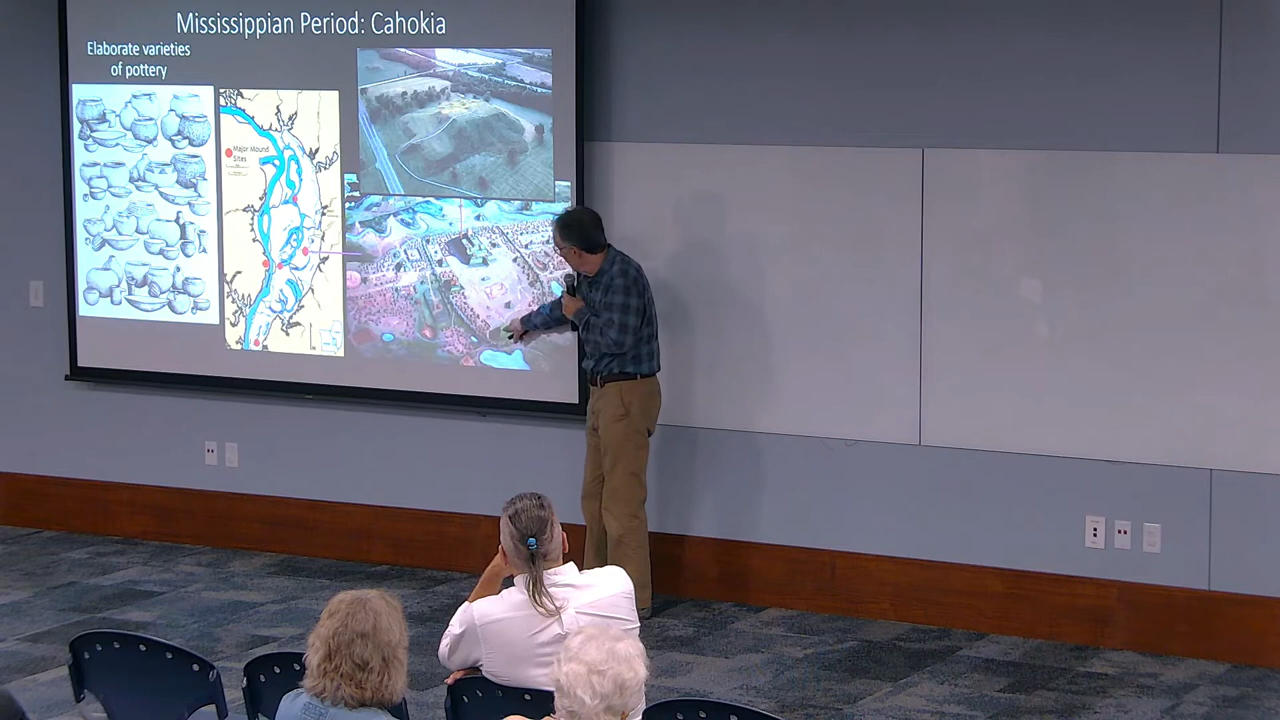 Mississippian Period: Cahokia
Elaborate varieties
of pottery
Major Mound
Sites